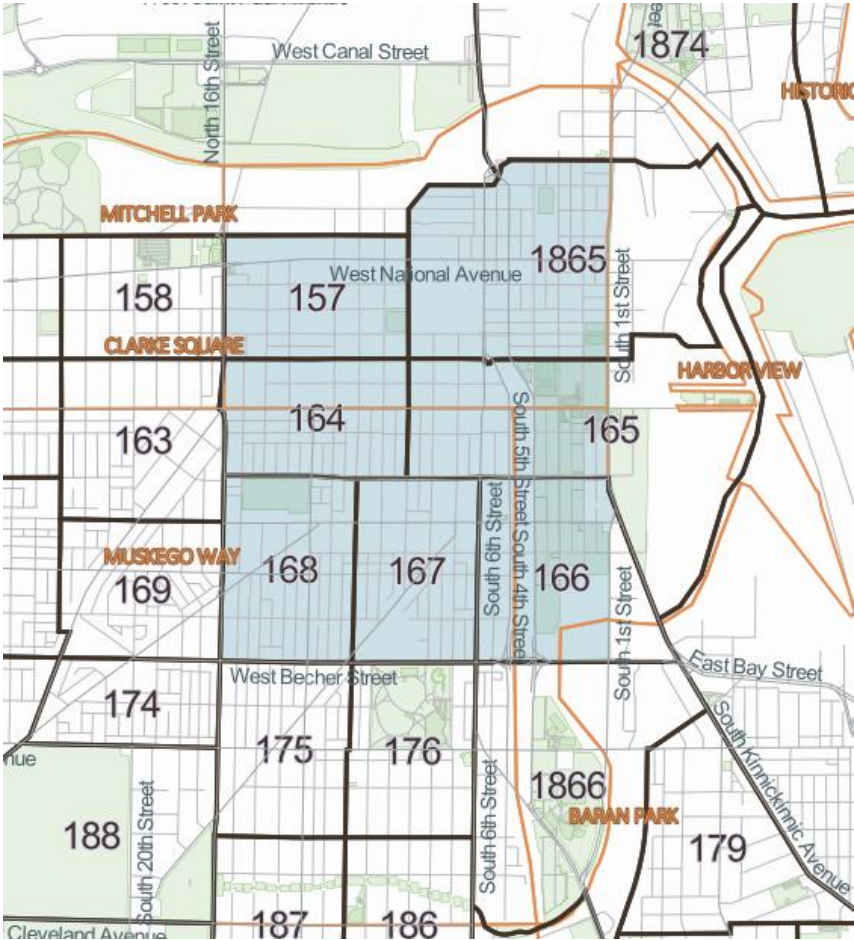 West Canal Street
North 16th Street
1874
HISTORIC
MITCHELL PARK
1865
West National Avenue
158
157
South 1st Street
CLARKE SQUARE
HARBOR VIEW
164
165
163
South 5th Street
South 4th Street
South 6th Street
MUSKEGO WAY
168
167
166
169
South 1st Street
East Bay Street
West Becher Street
174
175
176
South Kinnickinnic Avenue
nue
1866
South 20th Street
South 6th Street
BARAN PARK
188
179
187
186
Cleveland Avenue